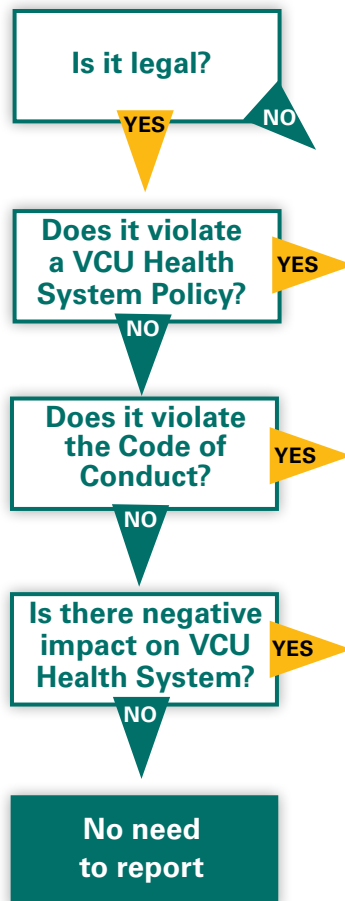 Is it legal?
YES
NO
Does it violate
a VCU Health
System Policy?
YES
NO
Does it violate
the Code of
Conduct?
YES
NO
Is there negative
impact on VCU
Health System?
YES
NO
No need
to report